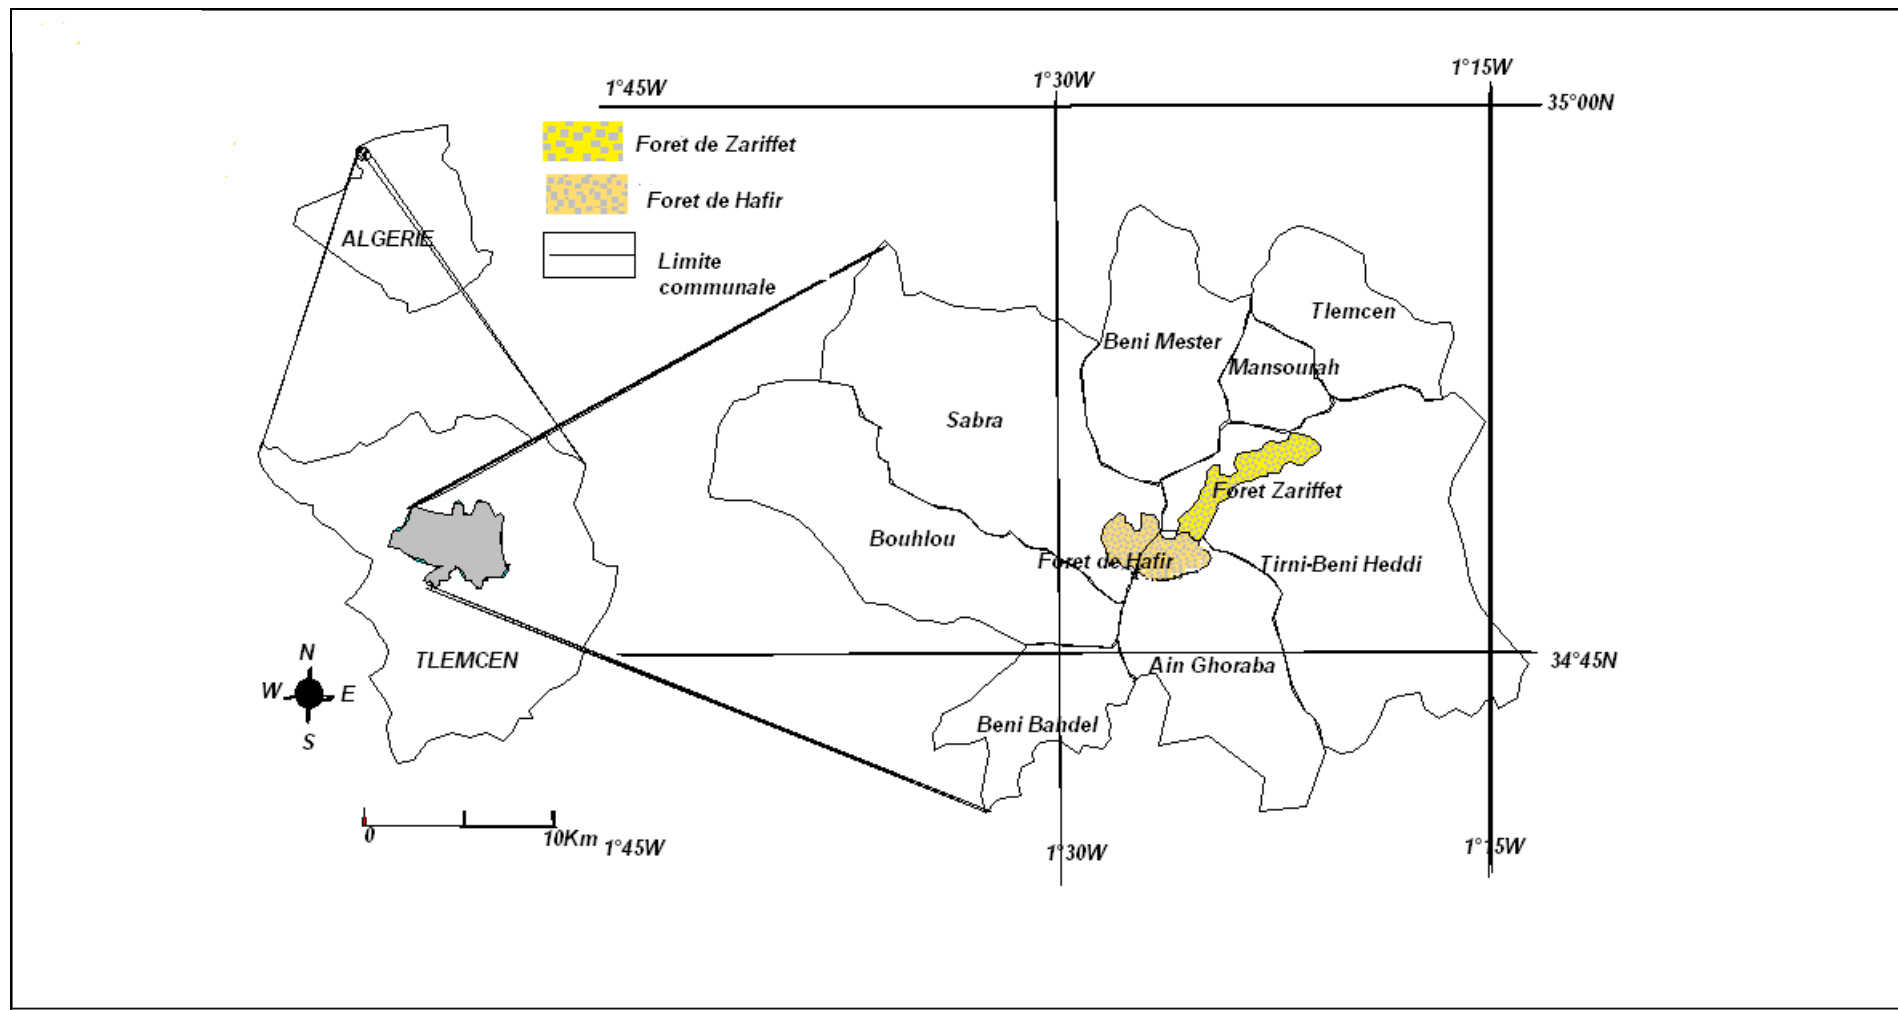 1°45W
1°30W
1°15W
35°00N
Foret de Zariffet
Foret de Hafir
Limite
communale
ALGERIE
Tlemcen
Beni Mester
Mansourah
Sabra
Foret Zariffet
Bouhlou
Foret de Hafir
Tirni-Beni Heddi
34°45N
TLEMCEN
Ain Ghoraba
N
W
E
S
Beni Bahdel
0
10Km
1°45W
1°30W
1°15W